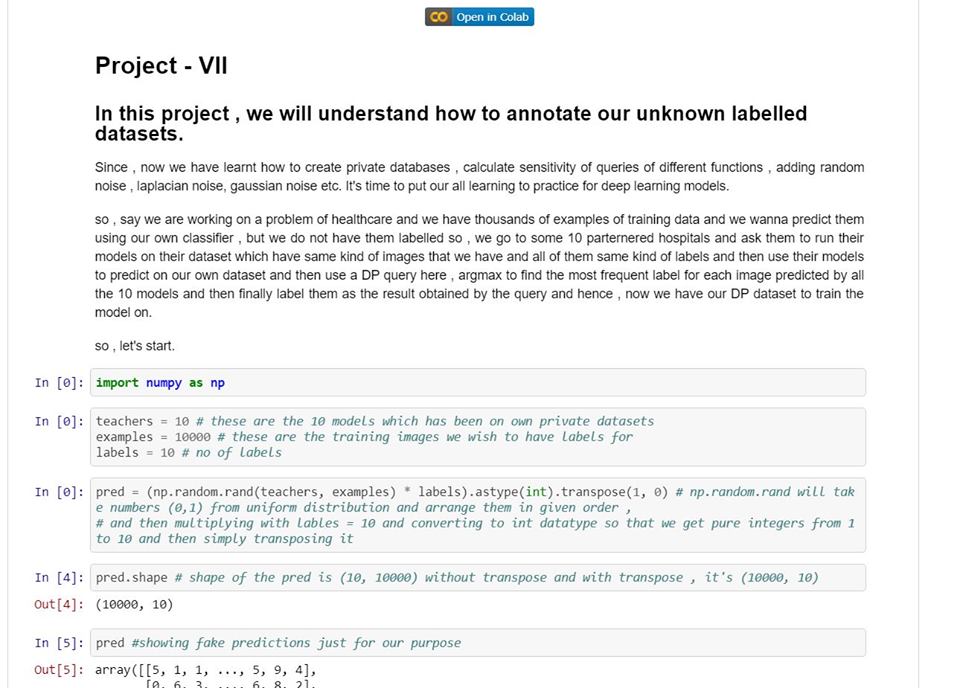 Open in Colab
Project - VII
In this project , we will understand how to annotate our unknown labelled
datasets.
Since , now we have learnt how to create private databases , calculate sensitivity of queries of different functions , adding random
noise , laplacian noise, gaussian noise etc. It's time to put our all learning to practice for deep learning models.
so , say we are working on a problem of healthcare and we have thousands of examples of training data and we wanna predict them
using our own classifier , but we do not have them labelled so , we go to some 10 parternered hospitals and ask them to run their
models on their dataset which have same kind of images that we have and all of them same kind of labels and then use their models
to predict on our own dataset and then use a DP query here , argmax to find the most frequent label for each image predicted by all
the 10 models and then finally label them as the result obtained by the query and hence , now we have our DP dataset to train the
model on.
so , let's start.
In [0]: import numpy as np
In [0]: teachers = 10 # these are the 10 models which has been on own private datasets
examples = 10000 # these are the training images we wish to have labels for
labels = 10 # no of labels
In [0]: pred = (np.random.rand(teachers, examples) * labels).astype(int).transpose(1, 0) # np.random.rand will tak
e numbers (0,1) from uniform distribution and arrange them in given order ,
# and then multiplying with lables = 10 and converting to int datatype so that we get pure integers from 1
to 10 and then simply transposing it
In [4]: pred.shape # shape of the pred is (10, 10000) without transpose and with transpose , it's (10000, 10)
Out[4]: (10000, 10)
In [5]: pred #showing fake predictions just for our purpose
Out[5]: array([[5, 1, 1, ..., 5, 9, 4],
[0, 6, 3, ..., 6, 8, 2],